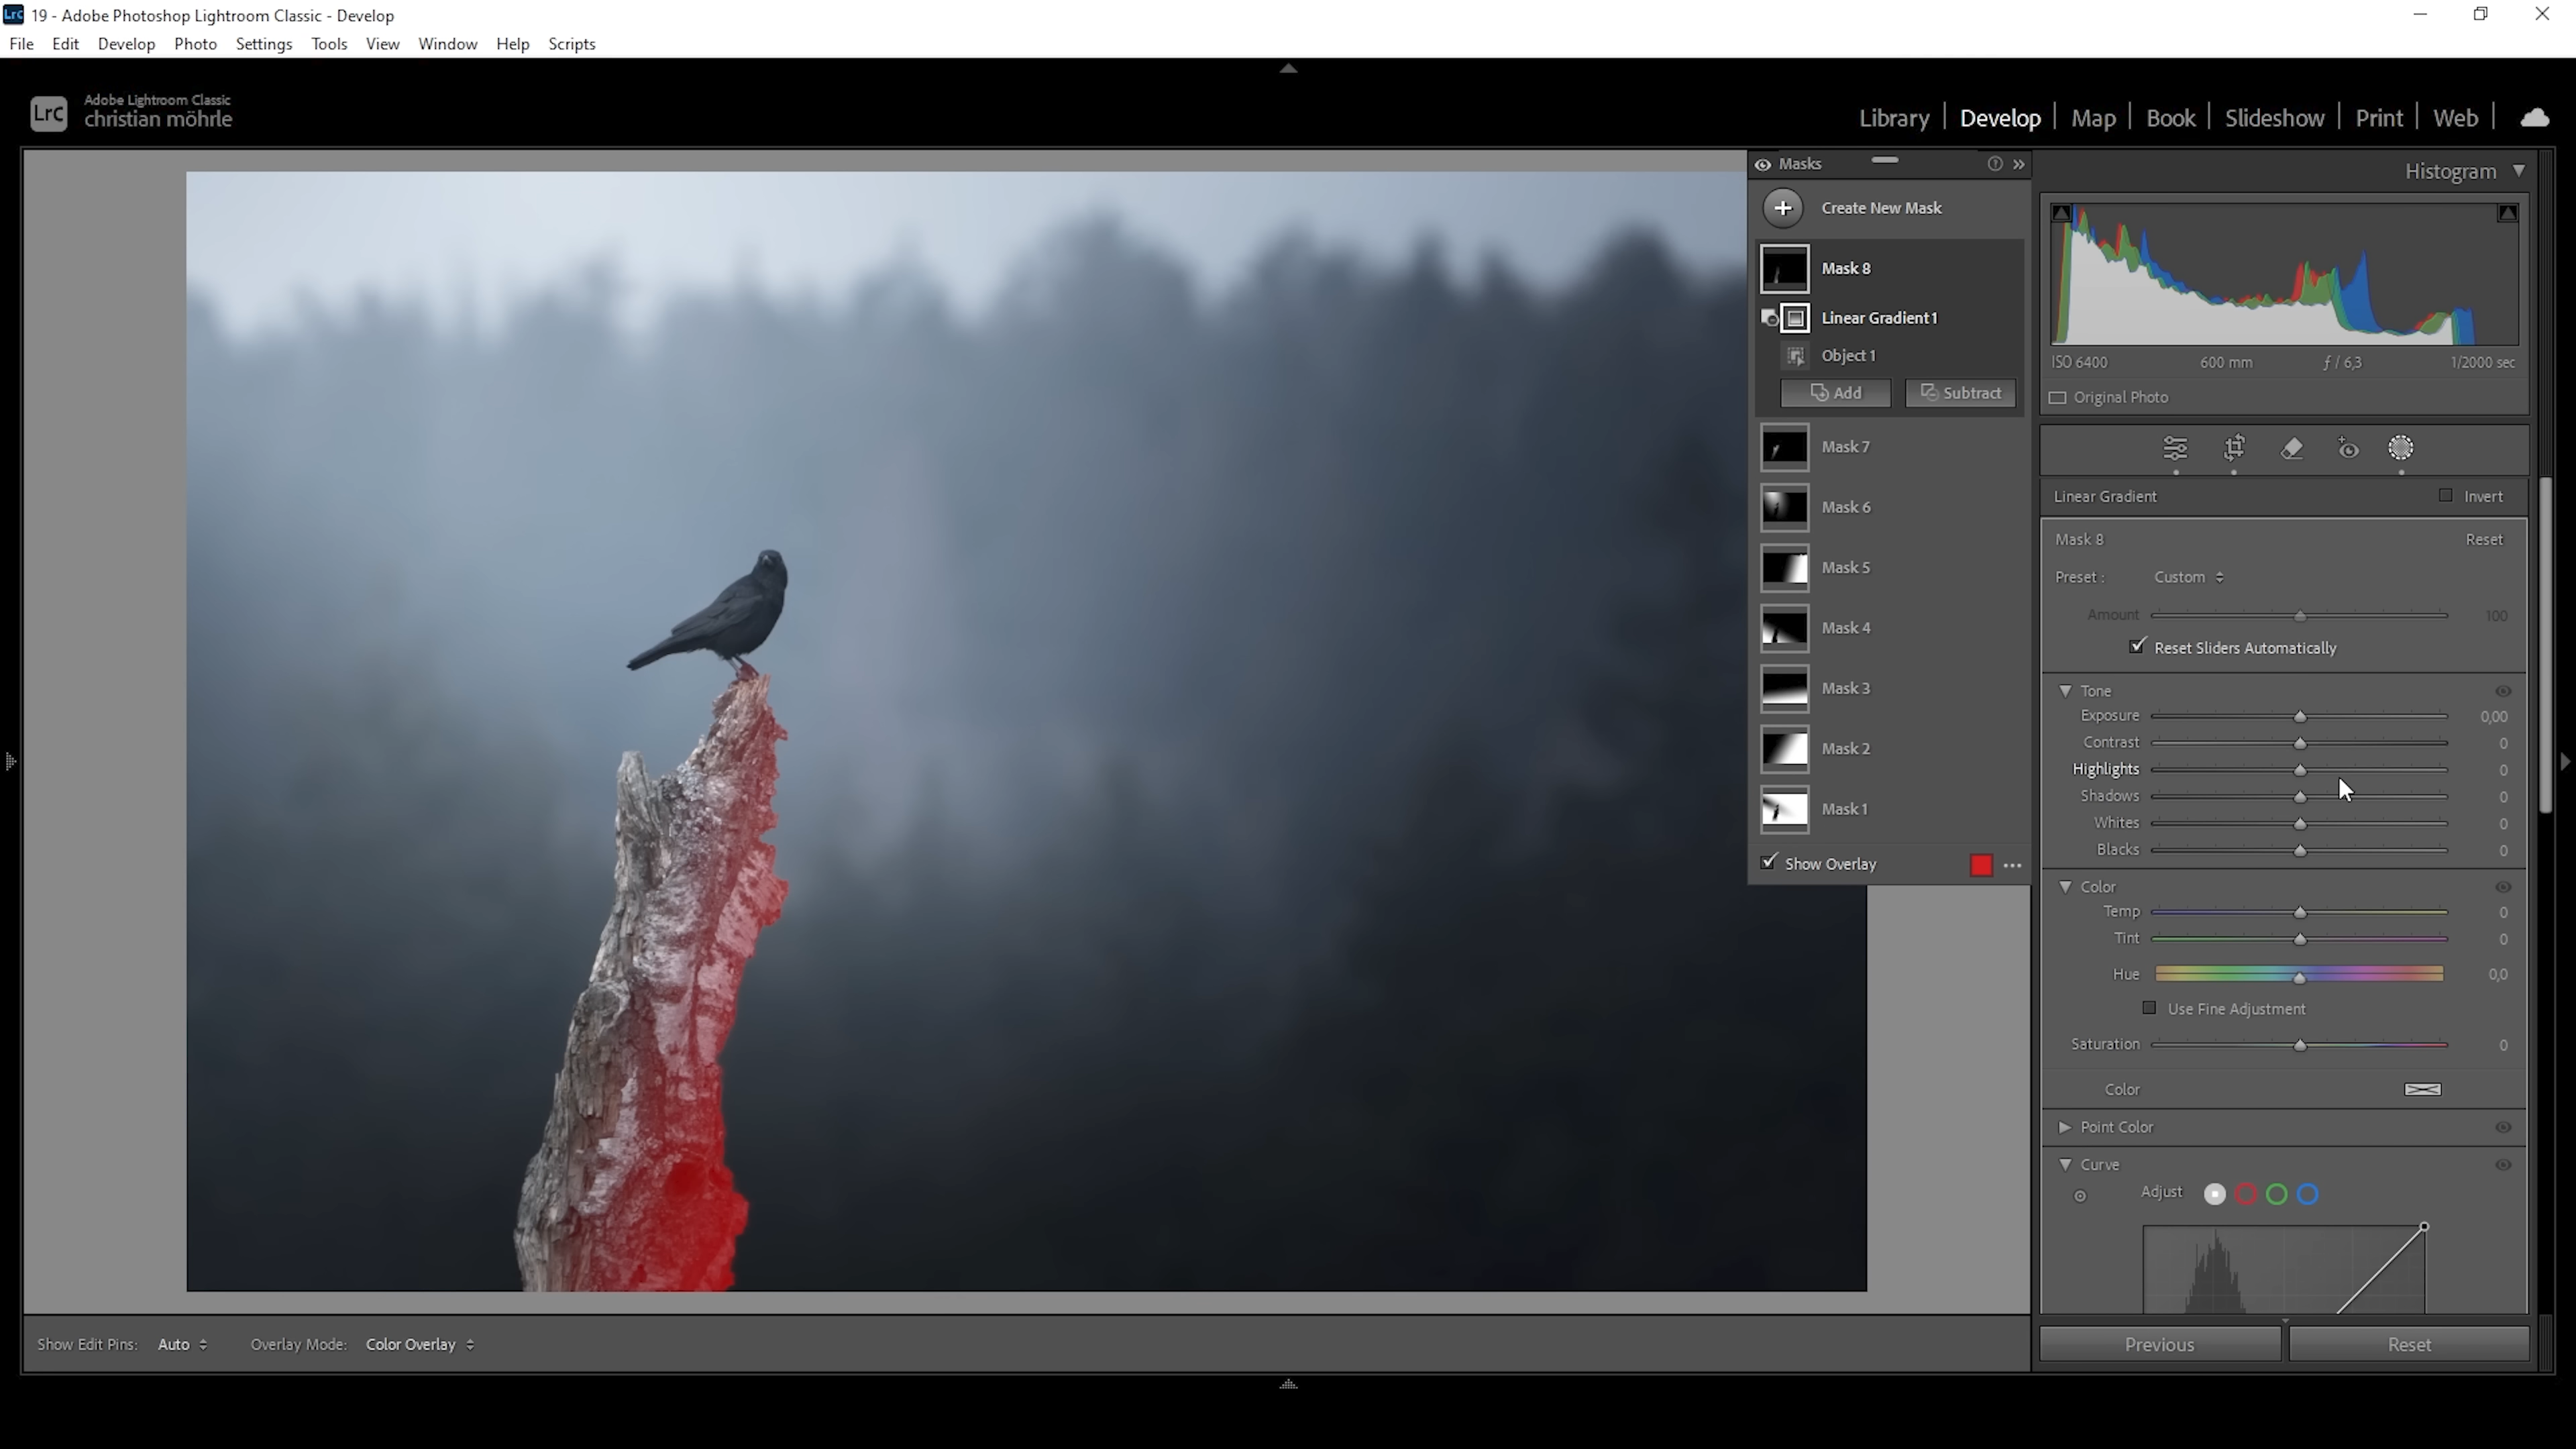 Lrc 19 - Adobe Photoshop Lightroom Classic - Develop
File Edit Develop Photo Settings Tools View Window Help Scripts
Lrc Adobe Lightroom Classic
christian möhrle
Library | Develop | Map | Book | Slideshow | Print | Web |
Masks
Create New Mask
Mask 8
Linear Gradient 1
Object 1
Add Subtract
Mask 7
Mask 6
Mask 5
Mask 4
Mask 3
Mask 2
Mask 1
Show Overlay
Histogram
ISO 6400 600 mm ƒ / 6,3 1/2000 sec
Original Photo
Linear Gradient Invert
Mask 8 Reset
Preset : Custom
Amount 100
Reset Sliders Automatically
Tone
Exposure 0,00
Contrast 0
Highlights 0
Shadows 0
Whites 0
Blacks 0
Color
Temp 0
Tint 0
Hue 0,0
Use Fine Adjustment
Saturation 0
Color
Point Color
Curve
Adjust
Show Edit Pins: Auto Overlay Mode: Color Overlay
Previous Reset